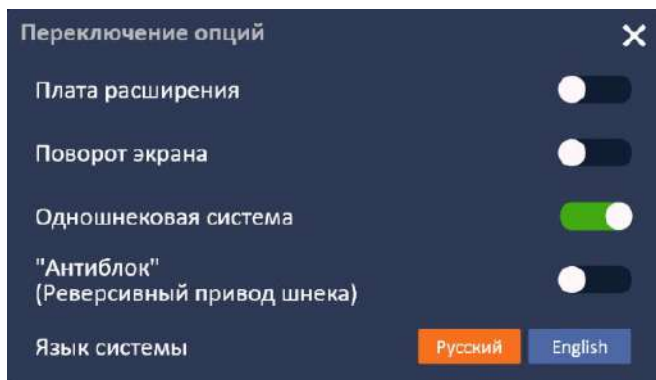 Переключение опций
Плата расширения
Поворот экрана
Одношнековая система
"Антиблок"
(Реверсивный привод шнека)
Язык системы Русский English